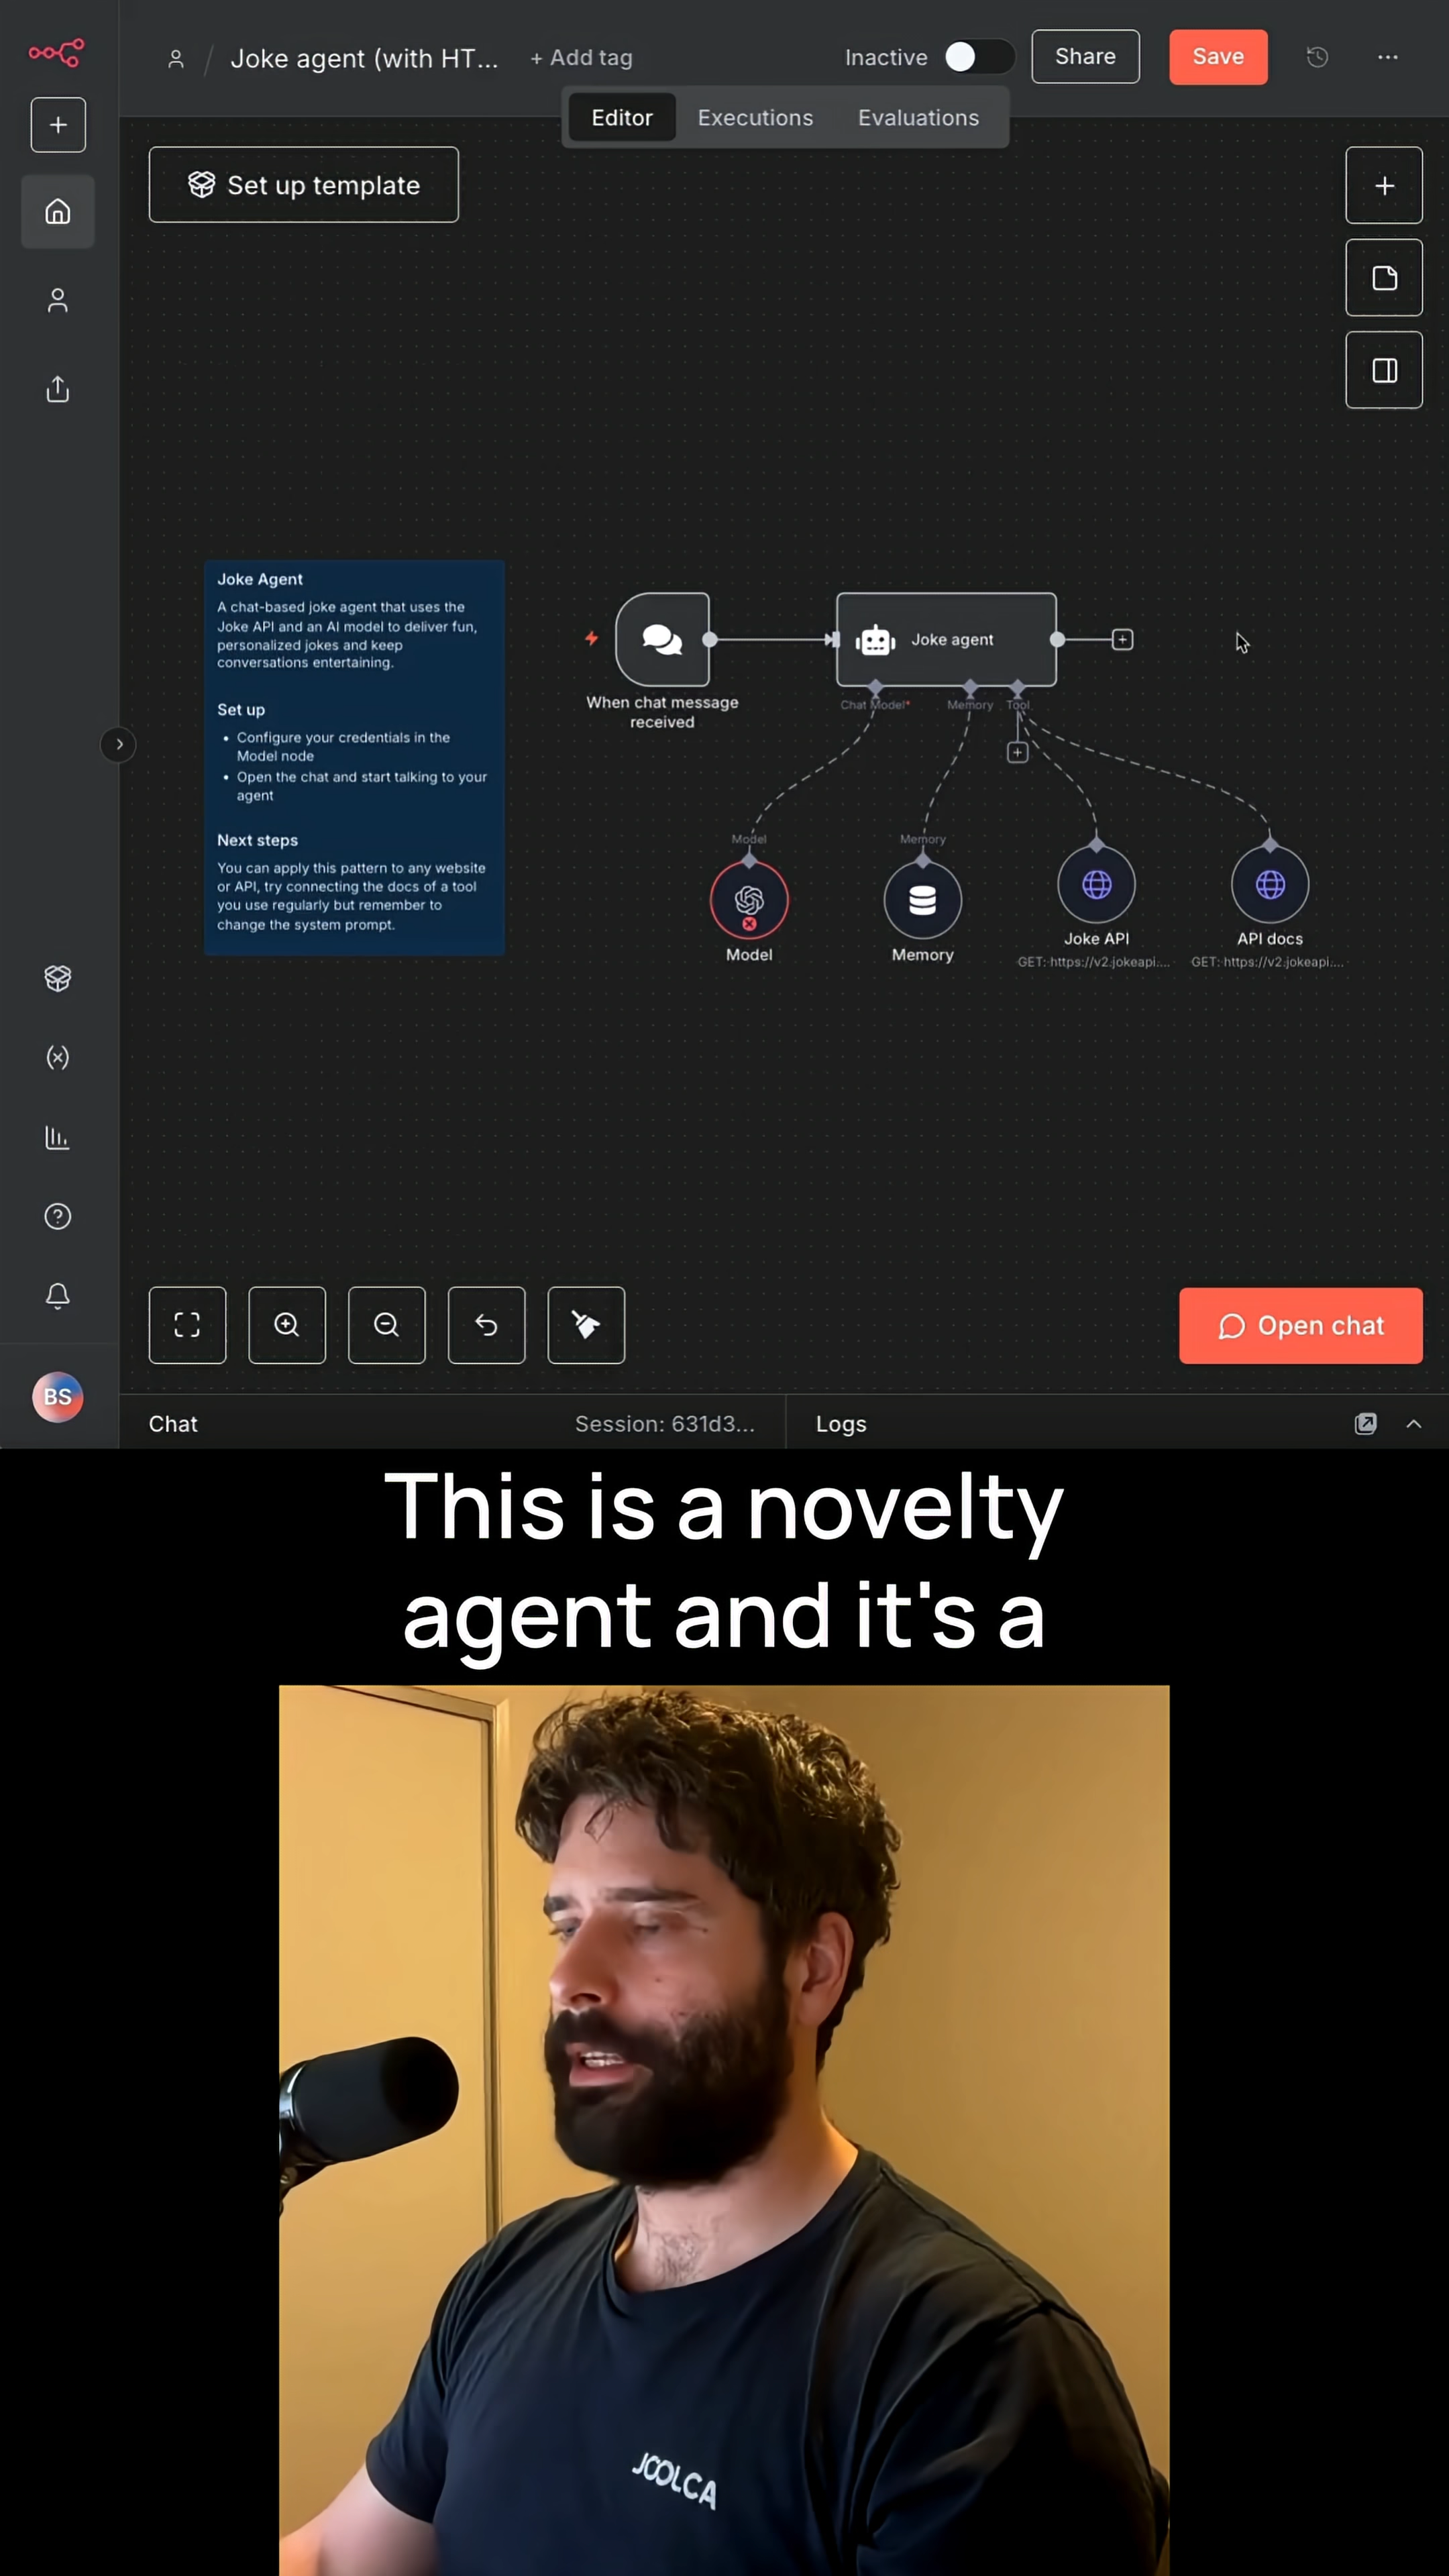 Joke agent (with HT...
+ Add tag
Inactive
Share
Save
Editor
Executions
Evaluations
Set up template
Joke Agent
A chat-based joke agent that uses the
Joke API and an AI model to deliver fun,
personalized jokes and keep
conversations entertaining.
Set up
• Configure your credentials in the
Model node
• Open the chat and start talking to your
agent
Next steps
You can apply this pattern to any website
or API, try connecting the docs of a tool
you use regularly but remember to
change the system prompt.
When chat message
received
Joke agent
Chat Model*
Memory
Tool
Model
Memory
Model
Memory
Joke API
GET: https://v2.jokeapi....
API docs
GET: https://v2.jokeapi....
Open chat
BS
Chat
Session: 631d3...
Logs
This is a novelty
agent and it's a
JOOLCA